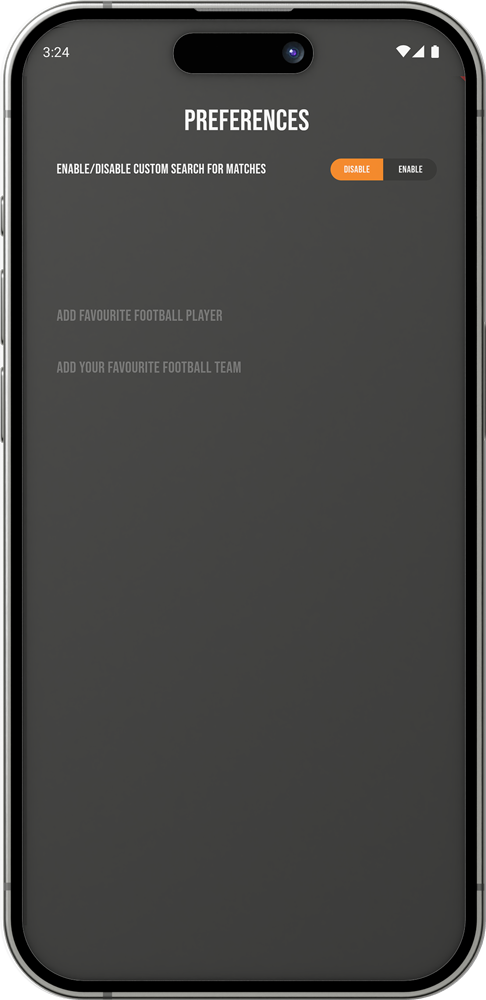 3:24
PREFERENCES
ENABLE/DISABLE CUSTOM SEARCH FOR MATCHES
DISABLE ENABLE
ADD FAVOURITE FOOTBALL PLAYER
ADD YOUR FAVOURITE FOOTBALL TEAM